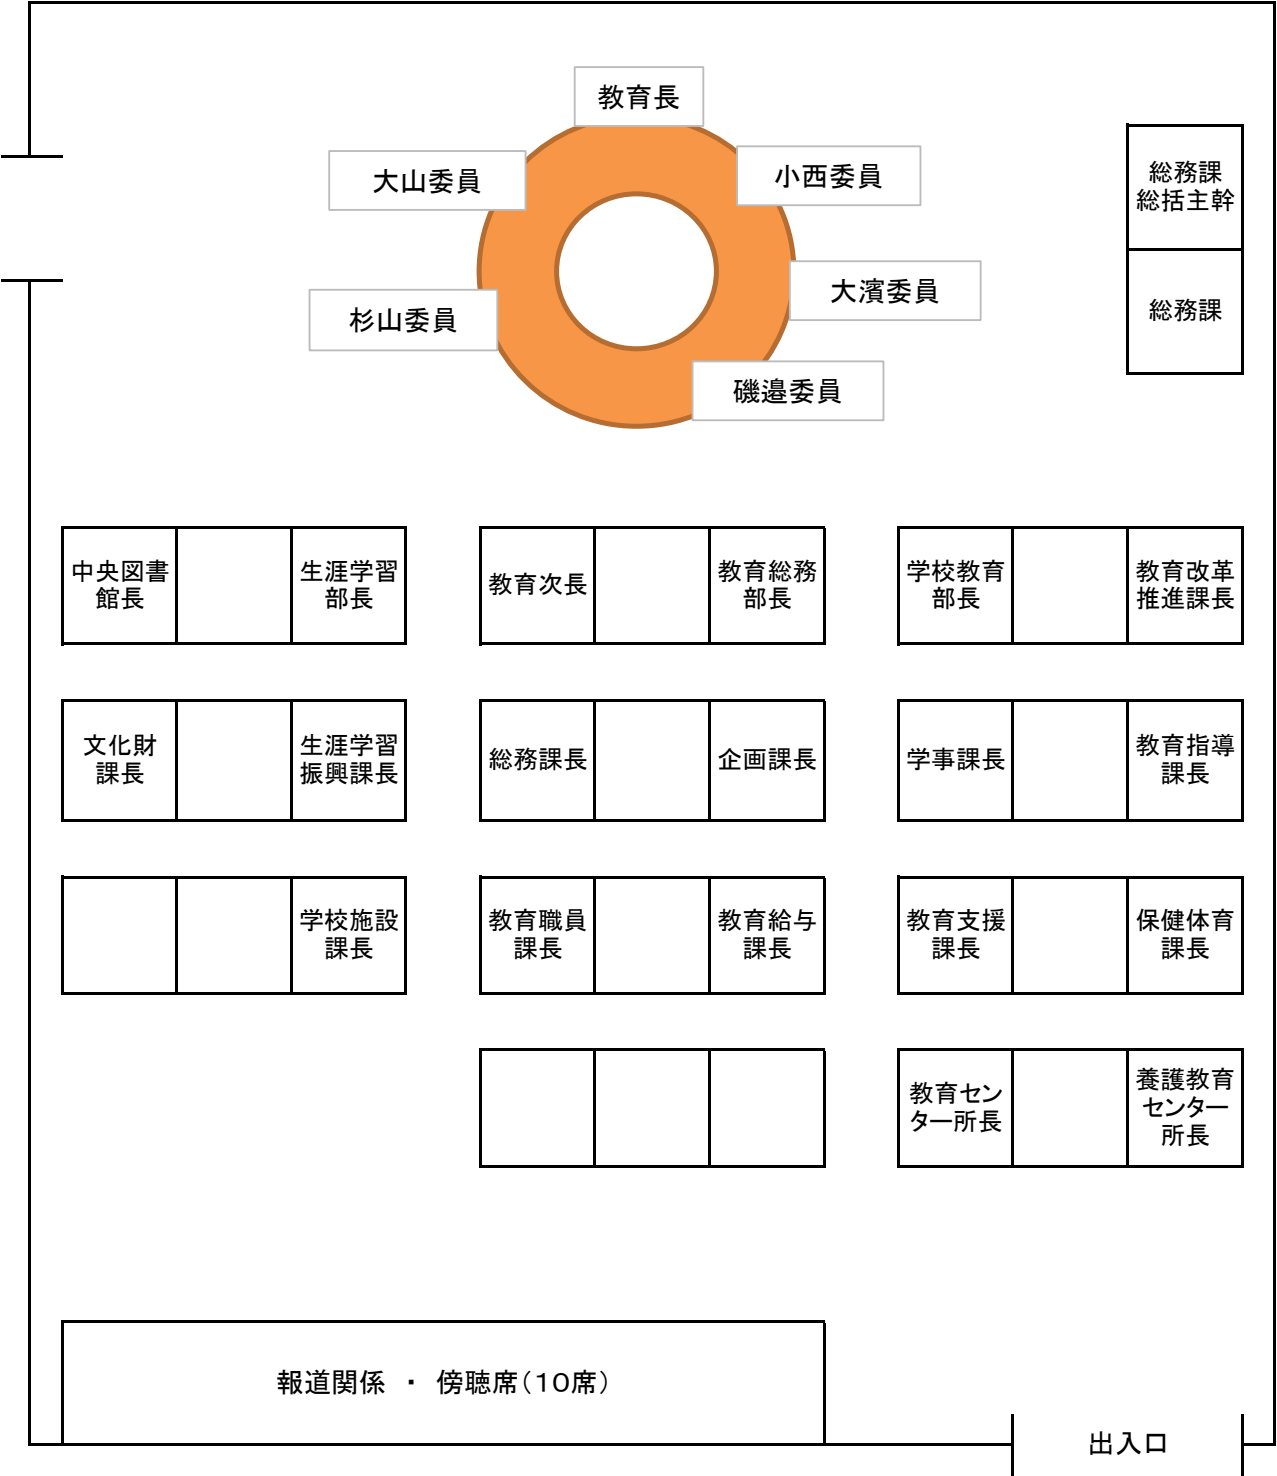 教育長
大山委員
小西委員
杉山委員
大濱委員
磯邉委員
総務課
総括主幹
総務課
中央図書
館長
生涯学習
部長
教育次長
教育総務
部長
学校教育
部長
教育改革
推進課長
文化財
課長
生涯学習
振興課長
総務課長
企画課長
学事課長
教育指導
課長
学校施設
課長
教育職員
課長
教育給与
課長
教育支援
課長
保健体育
課長
教育セン
ター所長
養護教育
センター
所長
報道関係 ・ 傍聴席(10席)
出入口